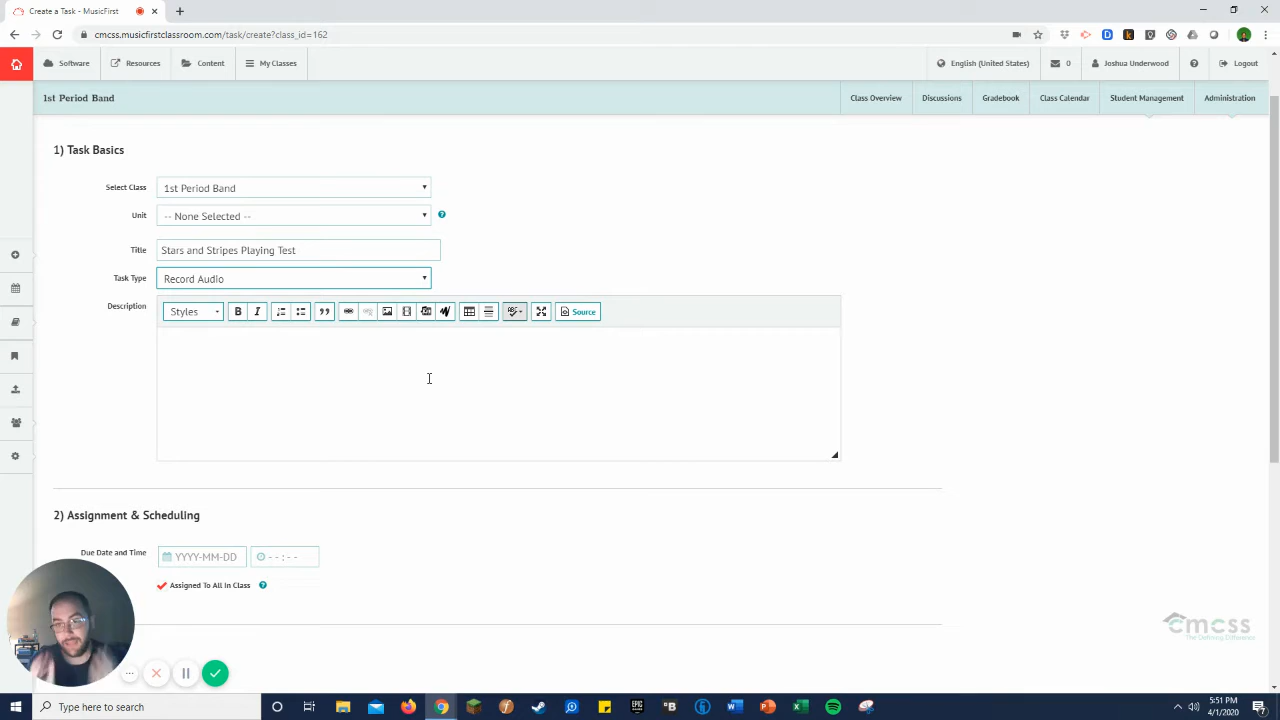 Create a Task - MusicFirst
cmcss.musicfirstclassroom.com/task/create?class_id=162
Software
Resources
Content
My Classes
English (United States)
0
Joshua Underwood
Logout
1st Period Band
Class Overview
Discussions
Gradebook
Class Calendar
Student Management
Administration
1) Task Basics
Select Class
1st Period Band
Unit
-- None Selected --
Title
Stars and Stripes Playing Test
Task Type
Record Audio
Description
Styles
B
I
Source
2) Assignment & Scheduling
Due Date and Time
YYYY-MM-DD
-- : --
Assigned To All In Class
cmcss
The Defining Difference
Type here to search
5:51 PM
4/1/2020